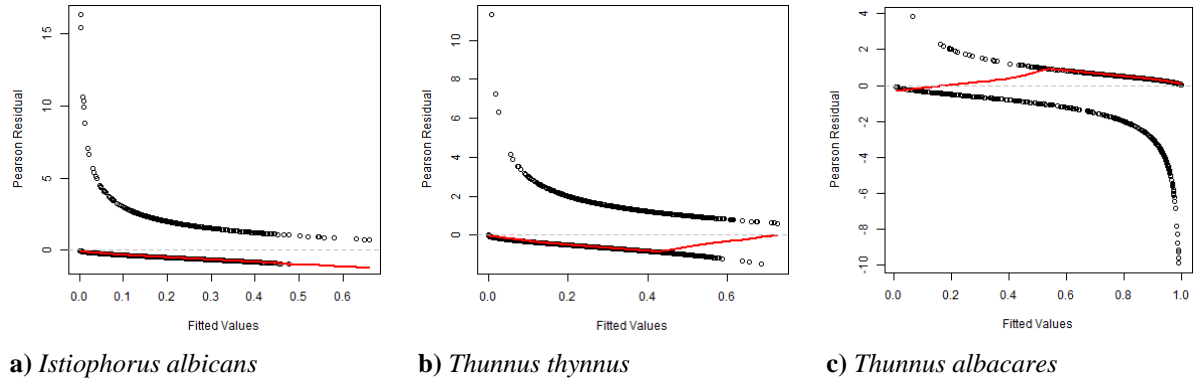 Pearson Residual
15
10
5
0
0.0 0.1 0.2 0.3 0.4 0.5 0.6
Fitted Values
Pearson Residual
10
8
6
4
2
0
0.0 0.2 0.4 0.6
Fitted Values
Pearson Residual
4
2
0
-2
-4
-6
-8
-10
0.0 0.2 0.4 0.6 0.8 1.0
Fitted Values
a) Istiophorus albicans
b) Thunnus thynnus
c) Thunnus albacares